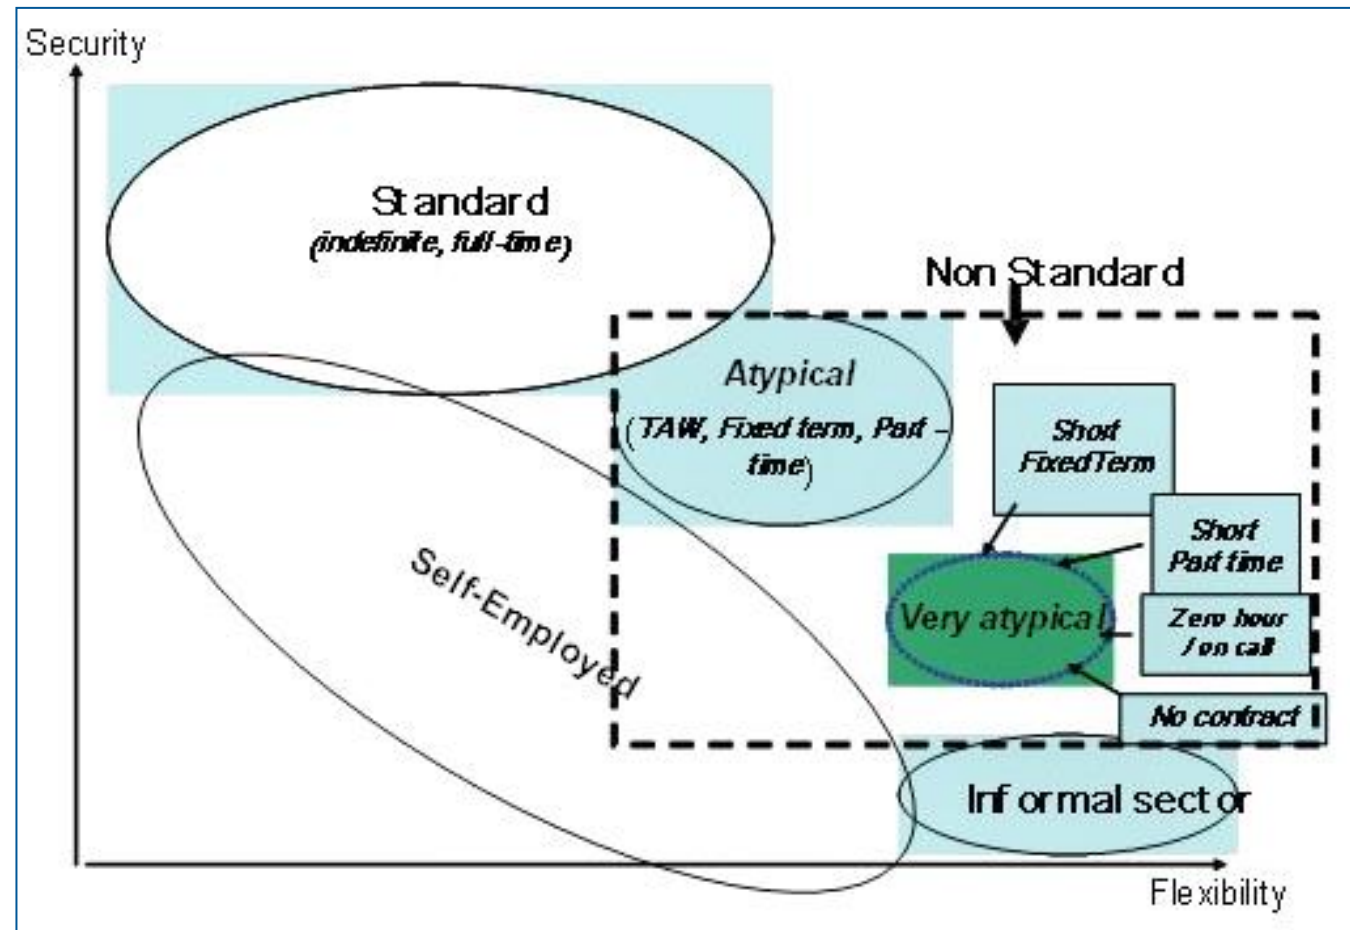 Security
Standard
(indefinite, full-time)
Non Standard
Atypical
(TAW, Fixed term, Part -
time)
Short
Fixed Term
Short
Part time
Self-Employed
Very atypical
Zero hour
/ on call
No contract
Informal sector
Flexibility